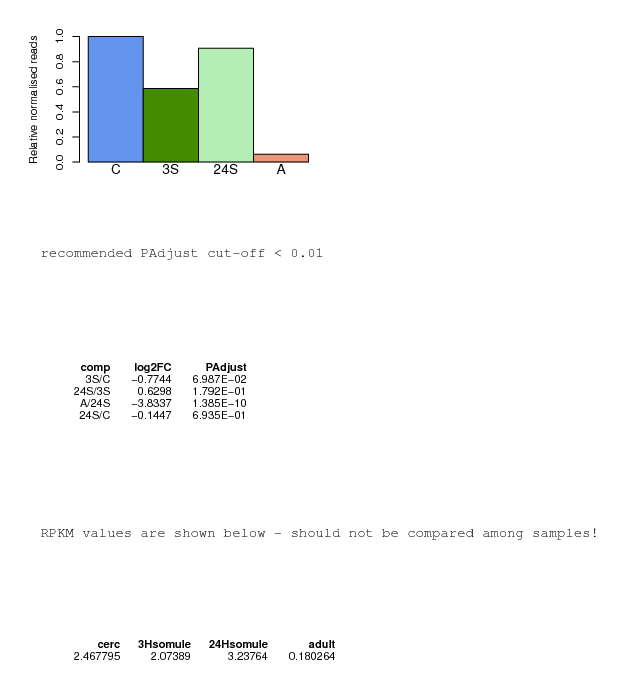 Relative normalised reads
1.0
0.8
0.6
0.4
0.2
0.0
C 3S 24S A
recommended PAdjust cut-off < 0.01
comp log2FC PAdjust
3S/C −0.7744 6.987E−02
24S/3S 0.6298 1.792E−01
A/24S −3.8337 1.385E−10
24S/C −0.1447 6.935E−01
RPKM values are shown below - should not be compared among samples!
cerc 3Hsomule 24Hsomule adult
2.467795 2.07389 3.23764 0.180264